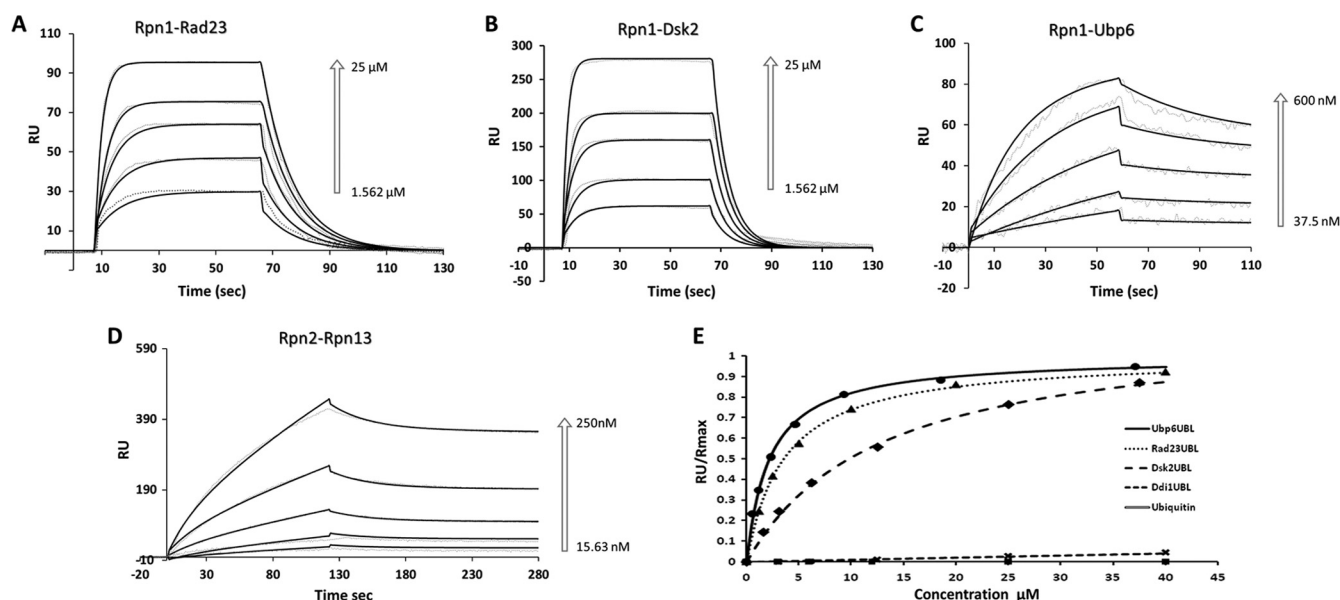 A
Rpn1-Rad23
110
90
70
50
30
10
-10
RU
10
30
50
70
90
110
130
Time (sec)
25 µM
1.562 µM
B
Rpn1-Dsk2
300
250
200
150
100
50
0
-10
-50
RU
10
30
50
70
90
110
130
Time (sec)
25 µM
1.562 µM
C
Rpn1-Ubp6
100
80
60
40
20
0
-10
-20
RU
10
30
50
70
90
110
Time (sec)
600 nM
37.5 nM
D
Rpn2-Rpn13
590
490
390
190
-10
-20
RU
30
80
130
180
230
280
Time sec
250nM
15.63 nM
E
1
0.9
0.8
0.7
0.6
0.5
0.4
0.3
0.2
0.1
0
RU/Rmax
0
5
10
15
20
25
30
35
40
45
Concentration µM
Ubp6UBL
Rad23UBL
Dsk2UBL
Ddi1UBL
Ubiquitin